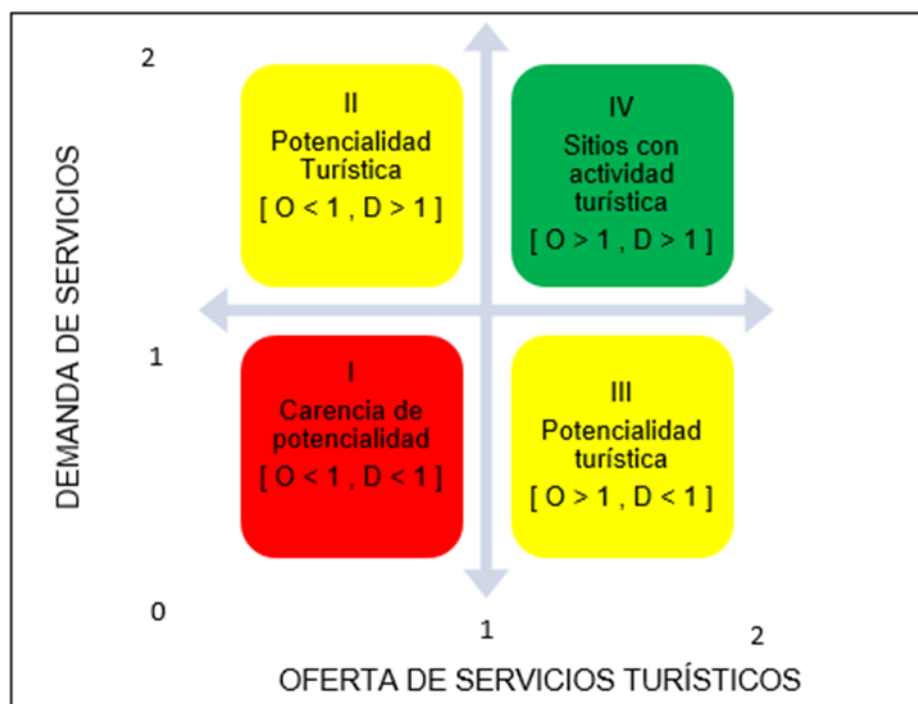 2
DEMANDA DE SERVICIOS
II
Potencialidad
Turística
[ O < 1 , D > 1 ]
IV
Sitios con
actividad
turística
[ O > 1 , D > 1 ]
1
I
Carencia de
potencialidad
[ O < 1 , D < 1 ]
III
Potencialidad
turística
[ O > 1 , D < 1 ]
0
1
2
OFERTA DE SERVICIOS TURÍSTICOS